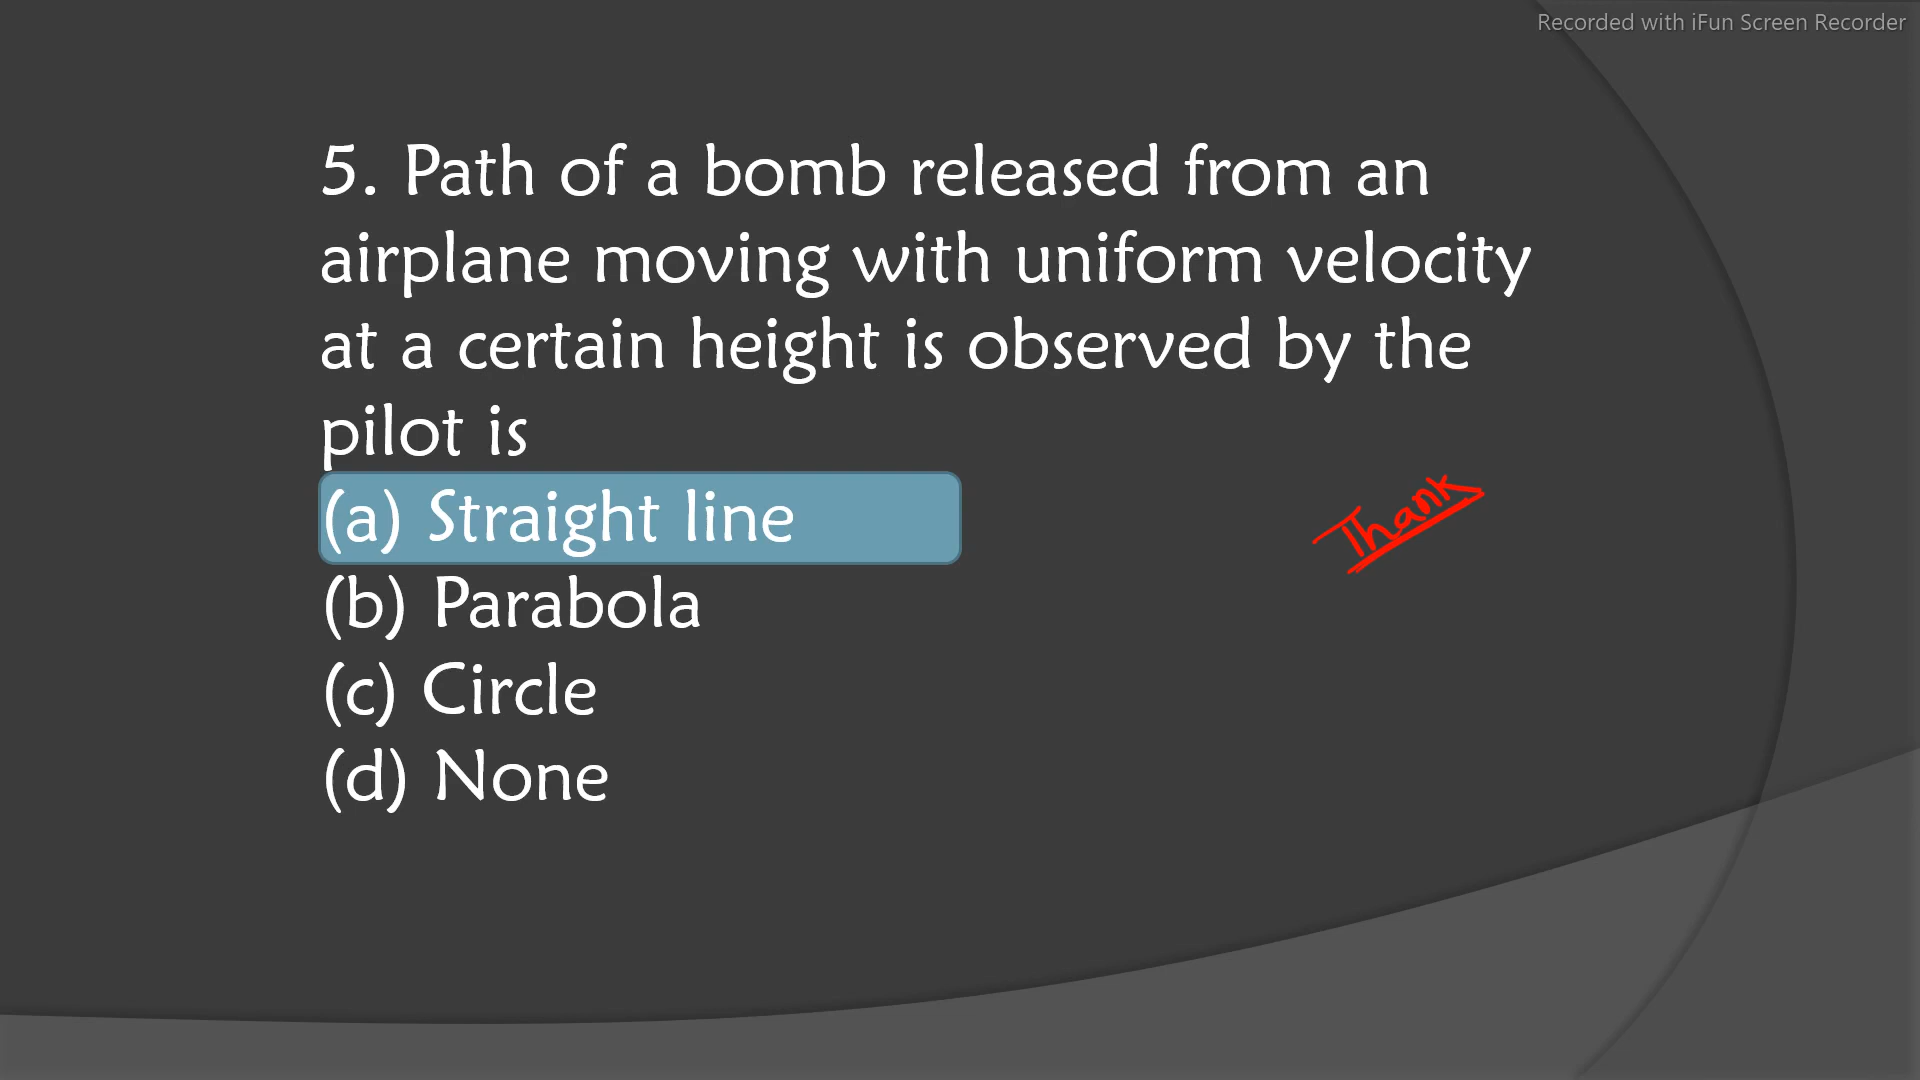 Recorded with iFun Screen Recorder
5. Path of a bomb released from an
airplane moving with uniform velocity
at a certain height is observed by the
pilot is
(a) Straight line
Thank
(b) Parabola
(c) Circle
(d) None